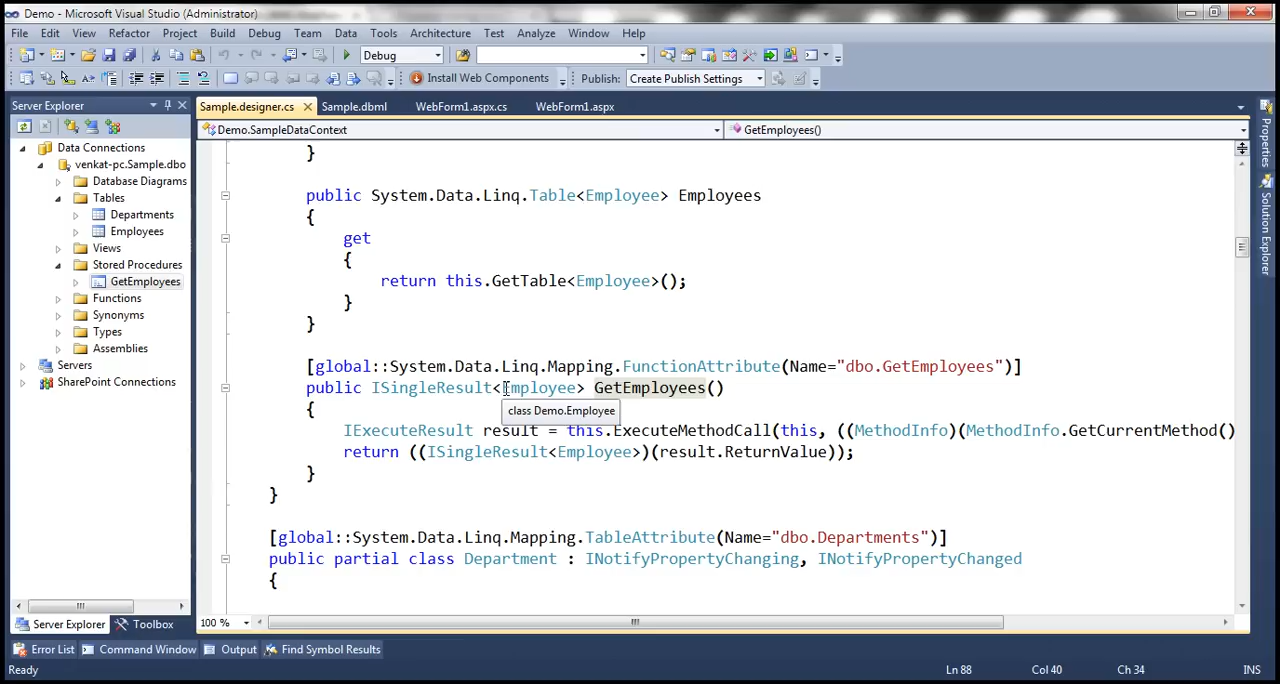 Demo - Microsoft Visual Studio (Administrator)
File Edit View Refactor Project Build Debug Team Data Tools Architecture Test Analyze Window Help
Debug
Install Web Components Publish: Create Publish Settings
Server Explorer
Data Connections
venkat-pc.Sample.dbo
Database Diagrams
Tables
Departments
Employees
Views
Stored Procedures
GetEmployees
Functions
Synonyms
Types
Assemblies
Servers
SharePoint Connections
Server Explorer Toolbox
Sample.designer.cs Sample.dbml WebForm1.aspx.cs WebForm1.aspx
Demo.SampleDataContext GetEmployees()
}
public System.Data.Linq.Table<Employee> Employees
{
get
{
return this.GetTable<Employee>();
}
}
[global::System.Data.Linq.Mapping.FunctionAttribute(Name="dbo.GetEmployees")]
public ISingleResult<Employee> GetEmployees()
{
class Demo.Employee
IExecuteResult result = this.ExecuteMethodCall(this, ((MethodInfo)(MethodInfo.GetCurrentMethod()
return ((ISingleResult<Employee>)(result.ReturnValue));
}
}
[global::System.Data.Linq.Mapping.TableAttribute(Name="dbo.Departments")]
public partial class Department : INotifyPropertyChanging, INotifyPropertyChanged
{
100 %
Properties
Solution Explorer
Error List Command Window Output Find Symbol Results
Ready Ln 88 Col 40 Ch 34 INS